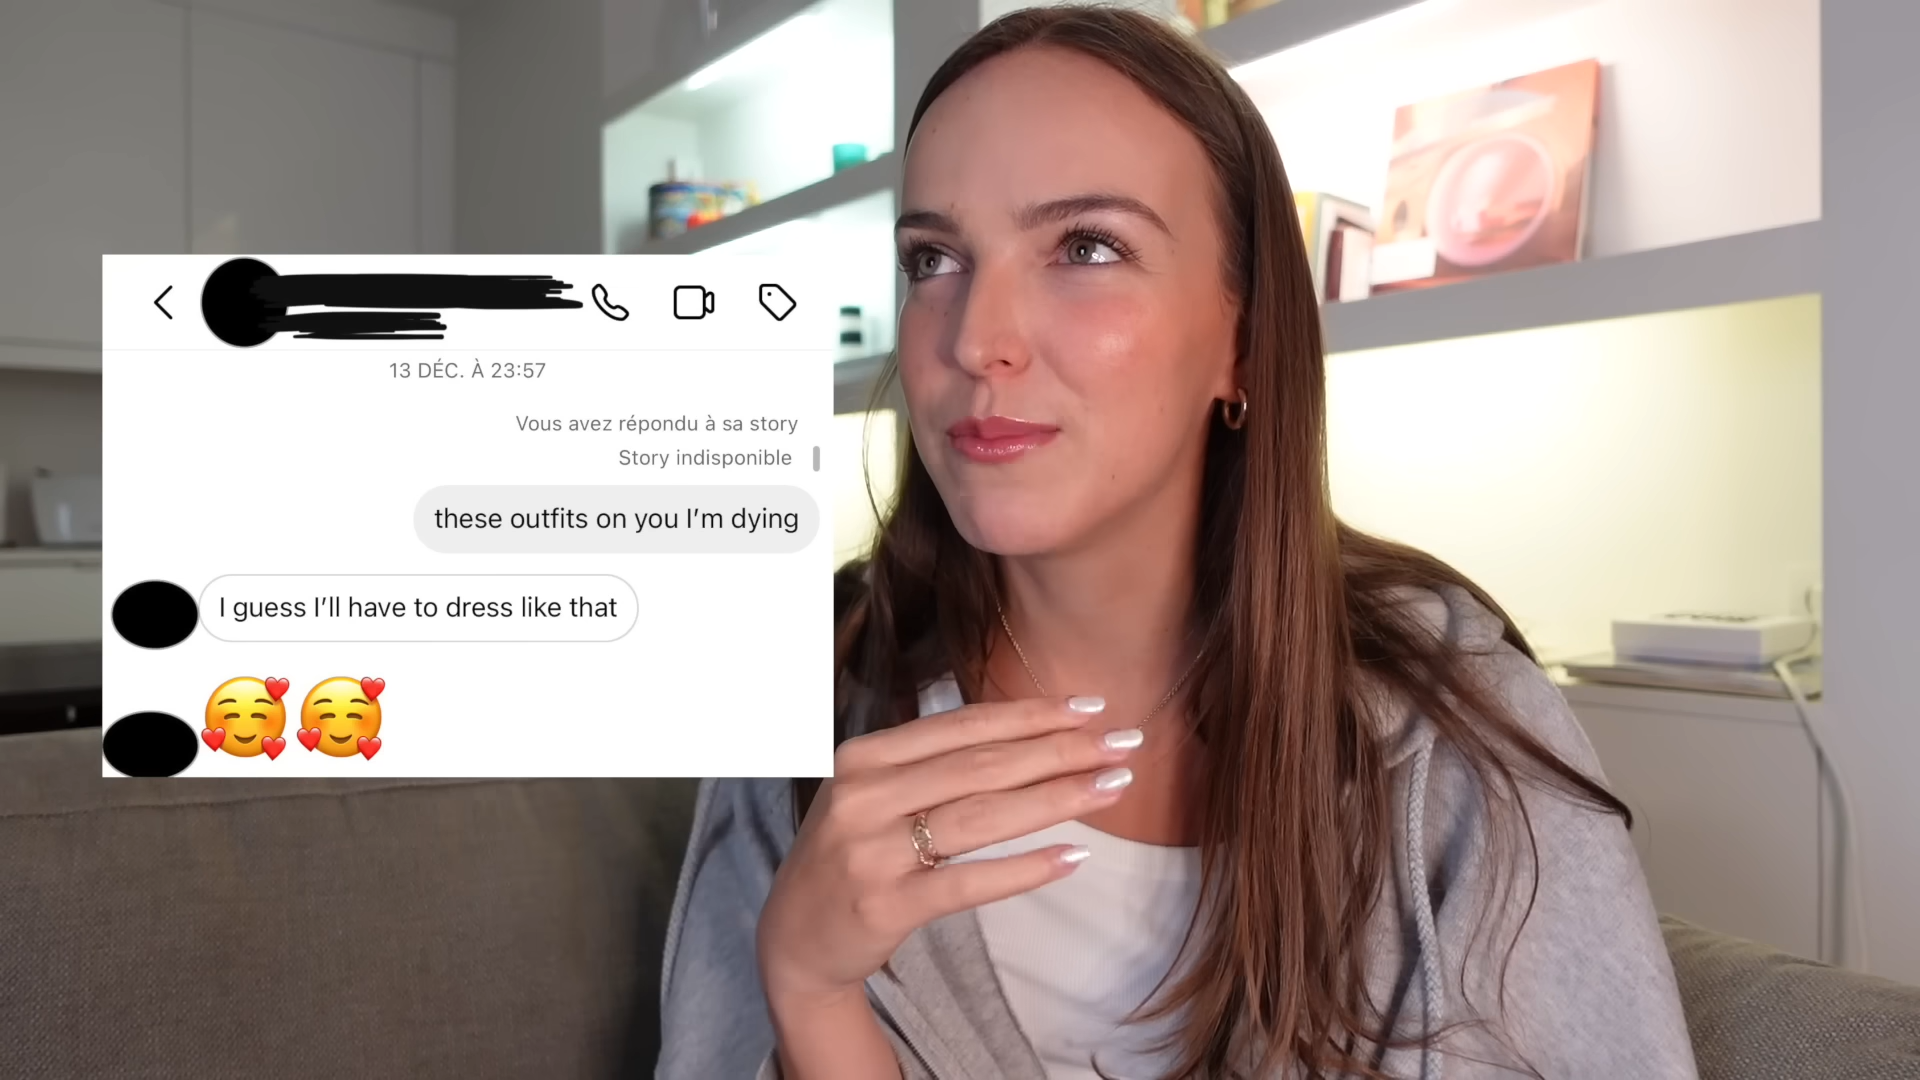 13 DÉC. À 23:57
Vous avez répondu à sa story
Story indisponible
these outfits on you I’m dying
I guess I’ll have to dress like that
🥰🥰